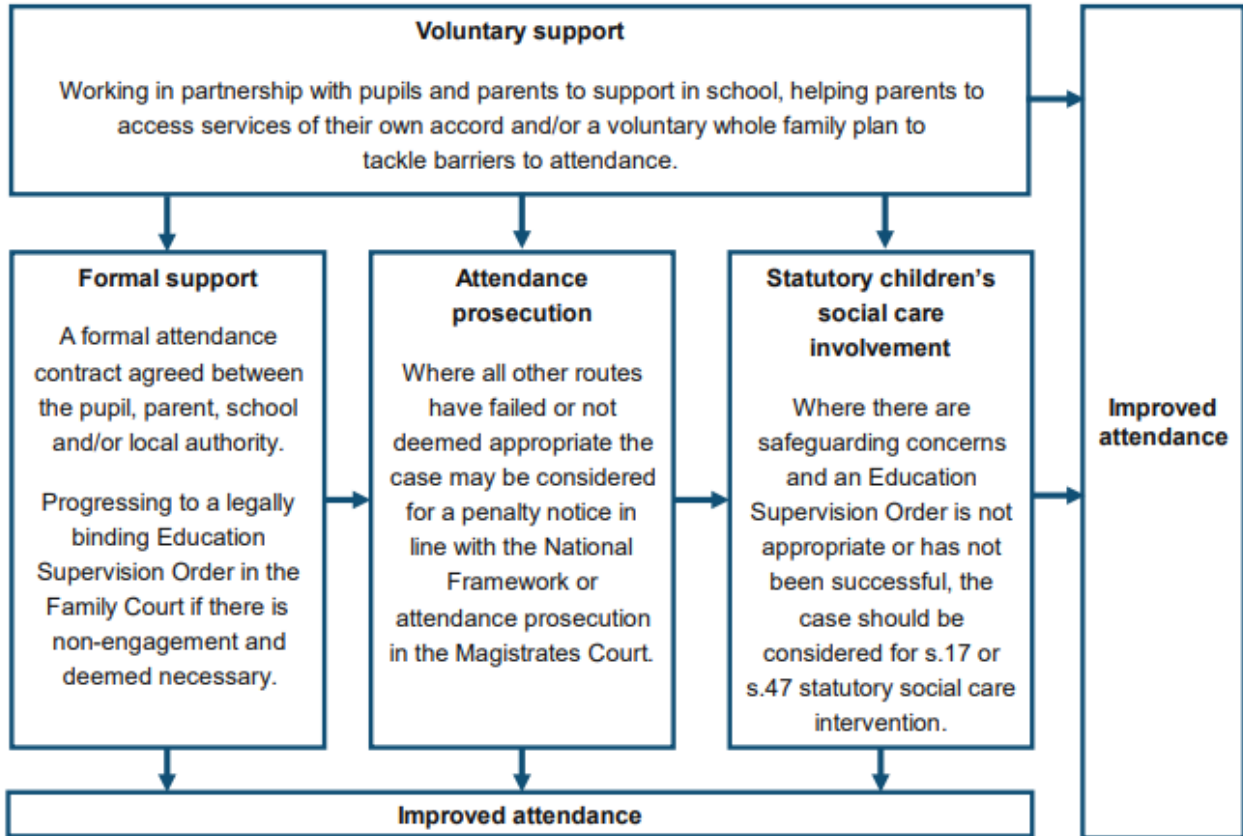 Voluntary support
Working in partnership with pupils and parents to support in school, helping parents to
access services of their own accord and/or a voluntary whole family plan to
tackle barriers to attendance.
Formal support
A formal attendance
contract agreed between
the pupil, parent, school
and/or local authority.
Progressing to a legally
binding Education
Supervision Order in the
Family Court if there is
non-engagement and
deemed necessary.
Attendance
prosecution
Where all other routes
have failed or not
deemed appropriate the
case may be considered
for a penalty notice in
line with the National
Framework or
attendance prosecution
in the Magistrates Court.
Statutory children’s
social care
involvement
Where there are
safeguarding concerns
and an Education
Supervision Order is not
appropriate or has not
been successful, the
case should be
considered for s.17 or
s.47 statutory social care
intervention.
Improved
attendance
Improved attendance